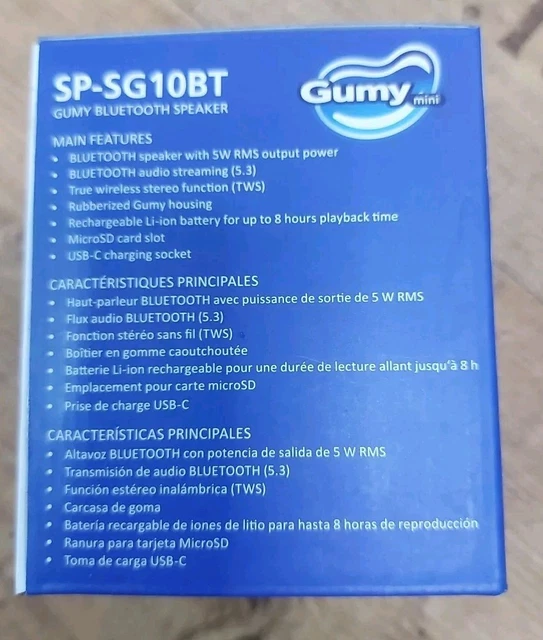 SP-SG10BT
GUMY BLUETOOTH SPEAKER
Gumy mini
MAIN FEATURES
• BLUETOOTH speaker with 5W RMS output power
• BLUETOOTH audio streaming (5.3)
• True wireless stereo function (TWS)
• Rubberized Gumy housing
• Rechargeable Li-ion battery for up to 8 hours playback time
• MicroSD card slot
• USB-C charging socket
CARACTÉRISTIQUES PRINCIPALES
• Haut-parleur BLUETOOTH avec puissance de sortie de 5 W RMS
• Flux audio BLUETOOTH (5.3)
• Fonction stéréo sans fil (TWS)
• Boîtier en gomme caoutchoutée
• Batterie Li-ion rechargeable pour une durée de lecture allant jusqu'à 8 h
• Emplacement pour carte microSD
• Prise de charge USB-C
CARACTERÍSTICAS PRINCIPALES
• Altavoz BLUETOOTH con potencia de salida de 5 W RMS
• Transmisión de audio BLUETOOTH (5.3)
• Función estéreo inalámbrica (TWS)
• Carcasa de goma
• Batería recargable de iones de litio para hasta 8 horas de reproducción
• Ranura para tarjeta MicroSD
• Toma de carga USB-C